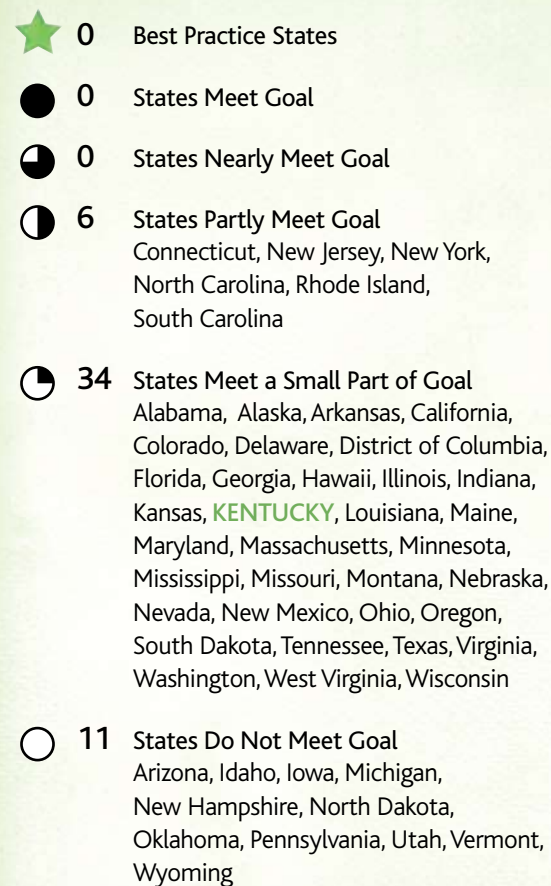 0 Best Practice States
0 States Meet Goal
0 States Nearly Meet Goal
6 States Partly Meet Goal
Connecticut, New Jersey, New York,
North Carolina, Rhode Island,
South Carolina
34 States Meet a Small Part of Goal
Alabama, Alaska, Arkansas, California,
Colorado, Delaware, District of Columbia,
Florida, Georgia, Hawaii, Illinois, Indiana,
Kansas, KENTUCKY, Louisiana, Maine,
Maryland, Massachusetts, Minnesota,
Mississippi, Missouri, Montana, Nebraska,
Nevada, New Mexico, Ohio, Oregon,
South Dakota, Tennessee, Texas, Virginia,
Washington, West Virginia, Wisconsin
11 States Do Not Meet Goal
Arizona, Idaho, Iowa, Michigan,
New Hampshire, North Dakota,
Oklahoma, Pennsylvania, Utah, Vermont,
Wyoming